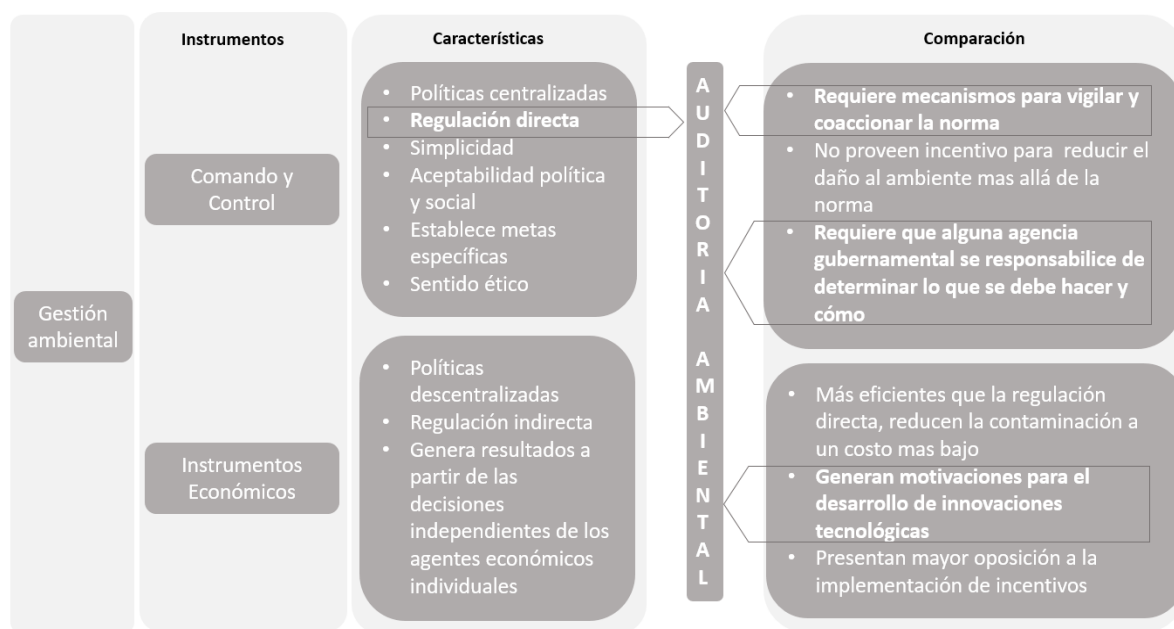 Instrumentos
Características
Comparación
Gestión
ambiental
Comando y
Control
• Políticas centralizadas
• Regulación directa
• Simplicidad
• Aceptabilidad política
y social
• Establece metas
específicas
• Sentido ético
Instrumentos
Económicos
• Políticas
descentralizadas
• Regulación indirecta
• Genera resultados a
partir de las
decisiones
independientes de los
agentes económicos
individuales
AUDITORIA AMBIENTAL
• Requiere mecanismos para vigilar y
coaccionar la norma
• No proveen incentivo para reducir el
daño al ambiente mas allá de la
norma
• Requiere que alguna agencia
gubernamental se responsabilice de
determinar lo que se debe hacer y
cómo
• Más eficientes que la regulación
directa, reducen la contaminación a
un costo mas bajo
• Generan motivaciones para el
desarrollo de innovaciones
tecnológicas
• Presentan mayor oposición a la
implementación de incentivos